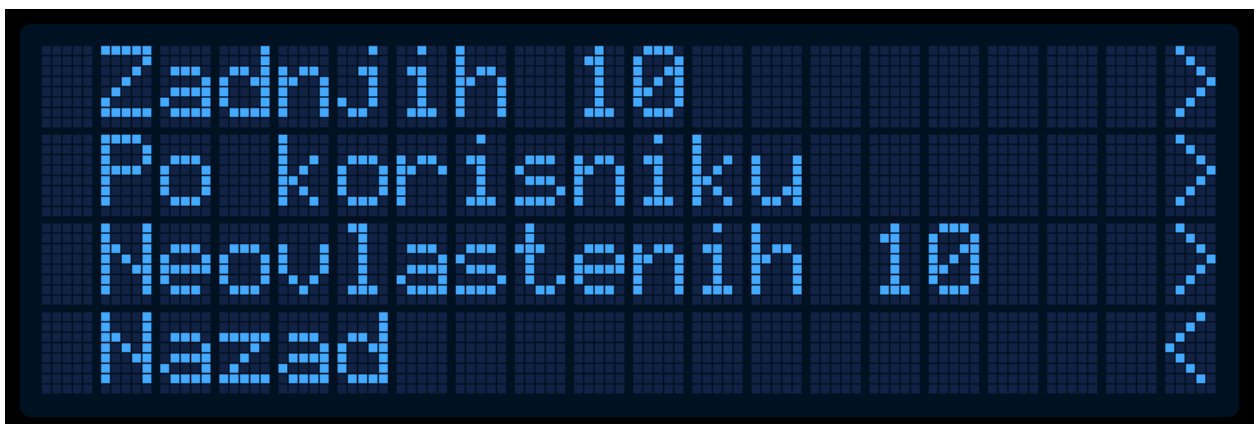 Zadnjih 10 >
Po korisniku >
Neovlastenih 10 >
Nazad <